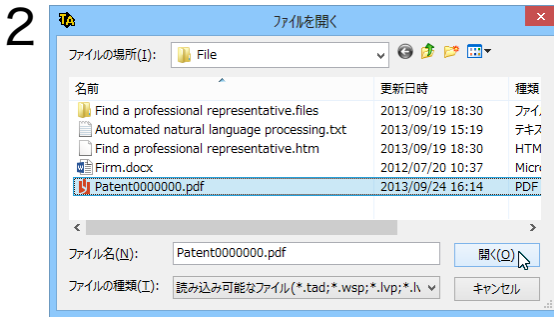 2
TA ファイルを開く
ファイルの場所(I): File
名前 更新日時 種類
Find a professional representative.files 2013/09/19 18:30 ファイ
Automated natural language processing.txt 2013/09/19 15:19 テキス
Find a professional representative.htm 2013/09/19 18:30 HTM
Firm.docx 2012/07/20 10:37 Micr
Patent0000000.pdf 2013/09/24 16:14 PDF
ファイル名(N): Patent0000000.pdf 開く(O)
ファイルの種類(T): 読み込み可能なファイル(*.tad;*.wsp;*.lvp;*.lv キャンセル